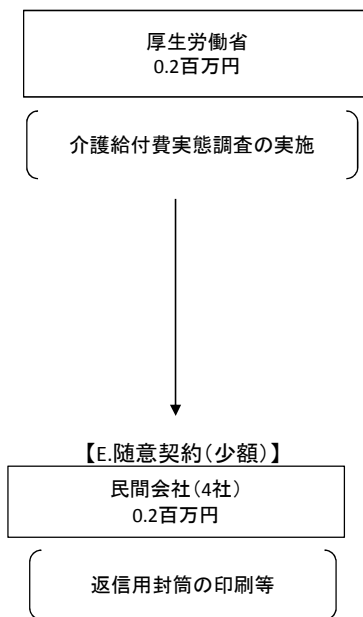 厚生労働省
0.2百万円
介護給付費実態調査の実施
【E.随意契約(少額)】
民間会社(4社)
0.2百万円
返信用封筒の印刷等